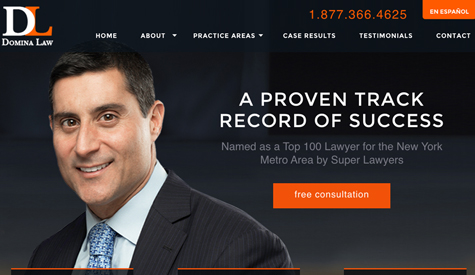 1.877.366.4625
EN ESPAÑOL
DL
DOMINA LAW
HOME ABOUT PRACTICE AREAS CASE RESULTS TESTIMONIALS CONTACT
A PROVEN TRACK
RECORD OF SUCCESS
Named as a Top 100 Lawyer for the New York
Metro Area by Super Lawyers
free consultation